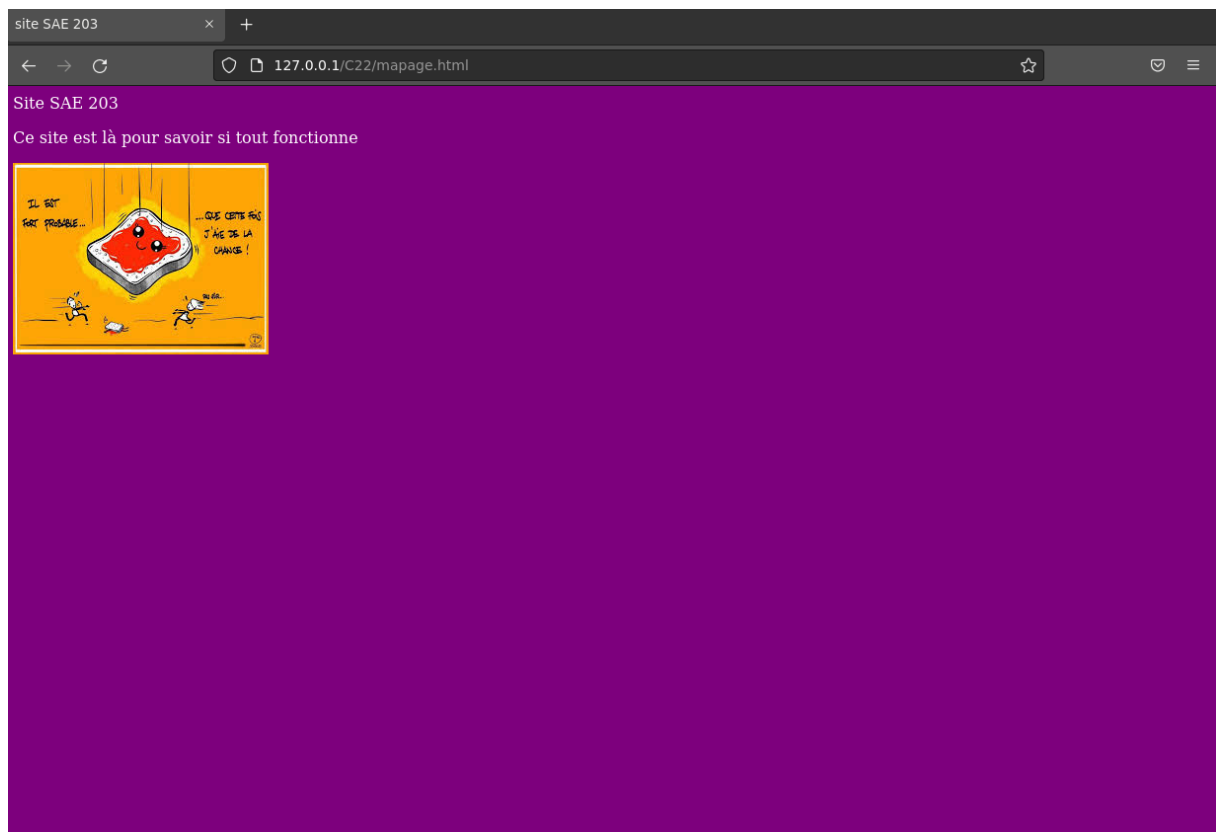 site SAE 203
127.0.0.1/C22/mapage.html
Site SAE 203
Ce site est là pour savoir si tout fonctionne
IL EST
FORT PROBABLE...
...QUE CETTE FOIS
J'AIE DE LA
CHANCE !